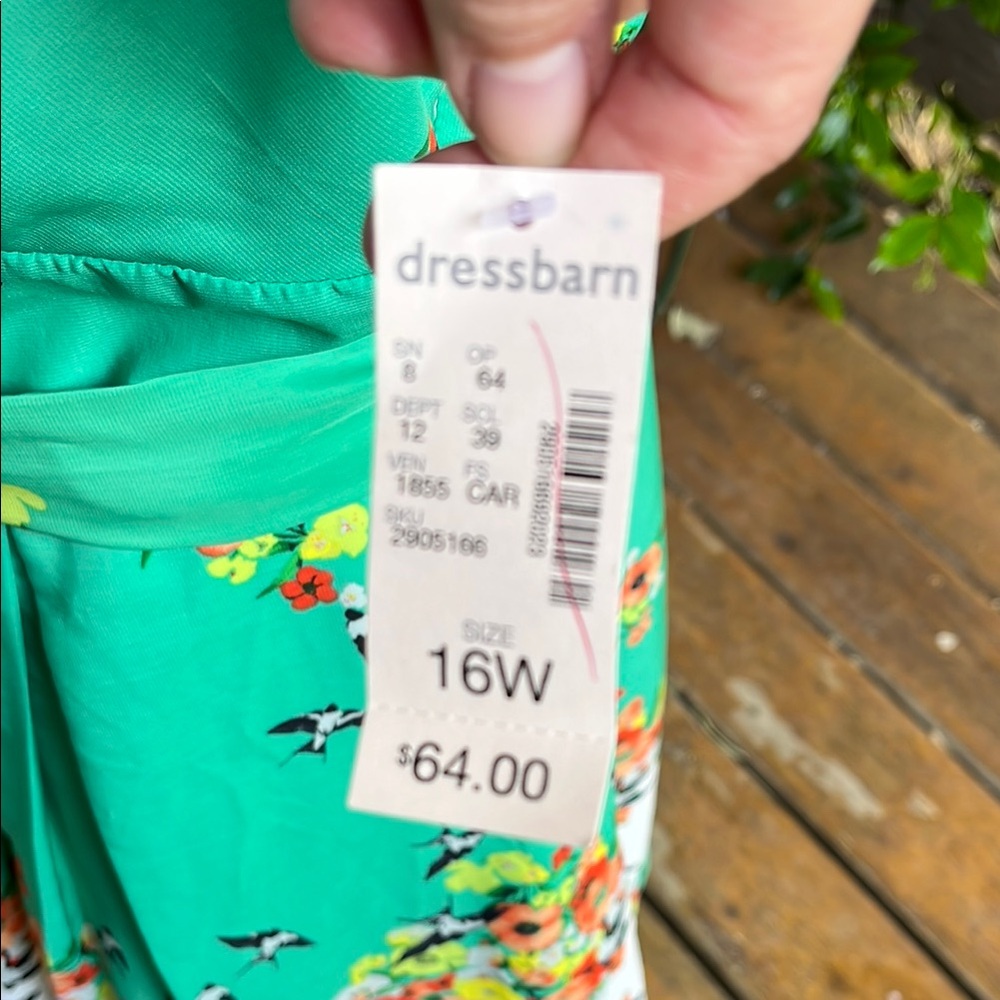 dressbarn
SN OP
8 64
DEPT SCL
12 39
VEN FS
1855 CAR
SKU
2905166
SIZE
16W
$64.00